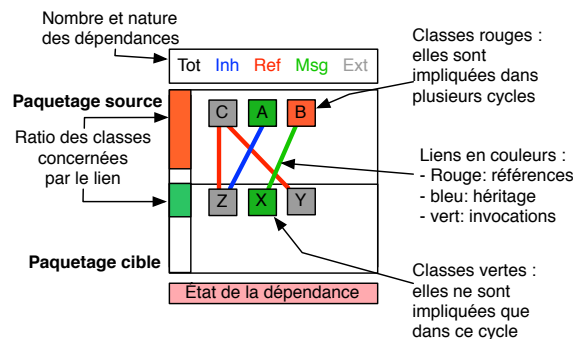 Nombre et nature
des dépendances
Tot Inh Ref Msg Ext
Classes rouges :
elles sont
impliquées dans
plusieurs cycles
Paquetage source
C A B
Ratio des classes
concernées
par le lien
Liens en couleurs :
- Rouge: références
- bleu: héritage
- vert: invocations
Z X Y
Paquetage cible
Classes vertes :
elles ne sont
impliquées que
dans ce cycle
État de la dépendance